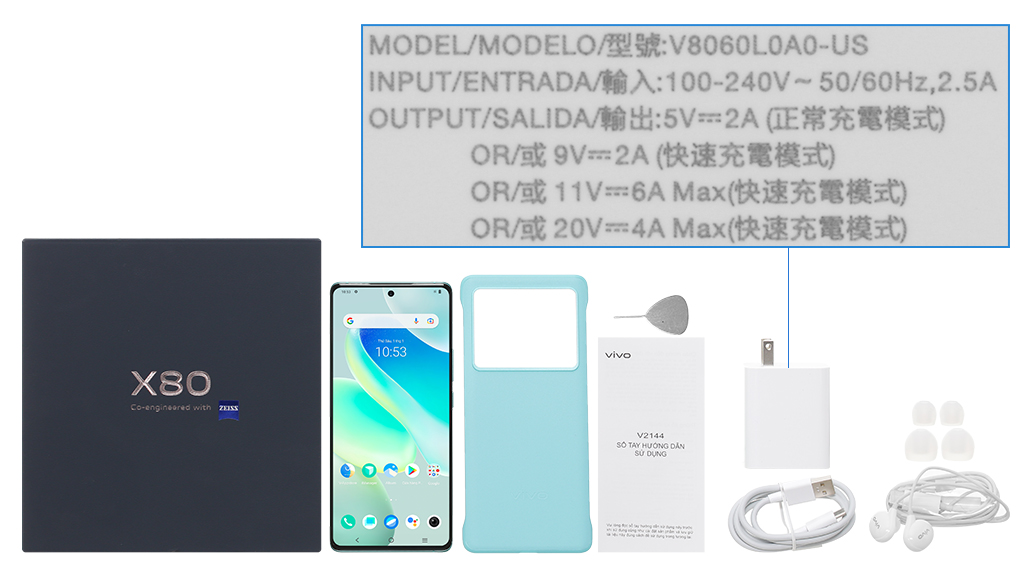 MODEL/MODELO/型號:V8060L0A0-US
INPUT/ENTRADA/輸入:100-240V~50/60Hz,2.5A
OUTPUT/SALIDA/輸出:5V⎓2A (正常充電模式)
OR/或 9V⎓2A (快速充電模式)
OR/或 11V⎓6A Max(快速充電模式)
OR/或 20V⎓4A Max(快速充電模式)
X80
Co-engineered with ZEISS
10:53
vivo
V2144
SỔ TAY HƯỚNG DẪN
SỬ DỤNG
vivo